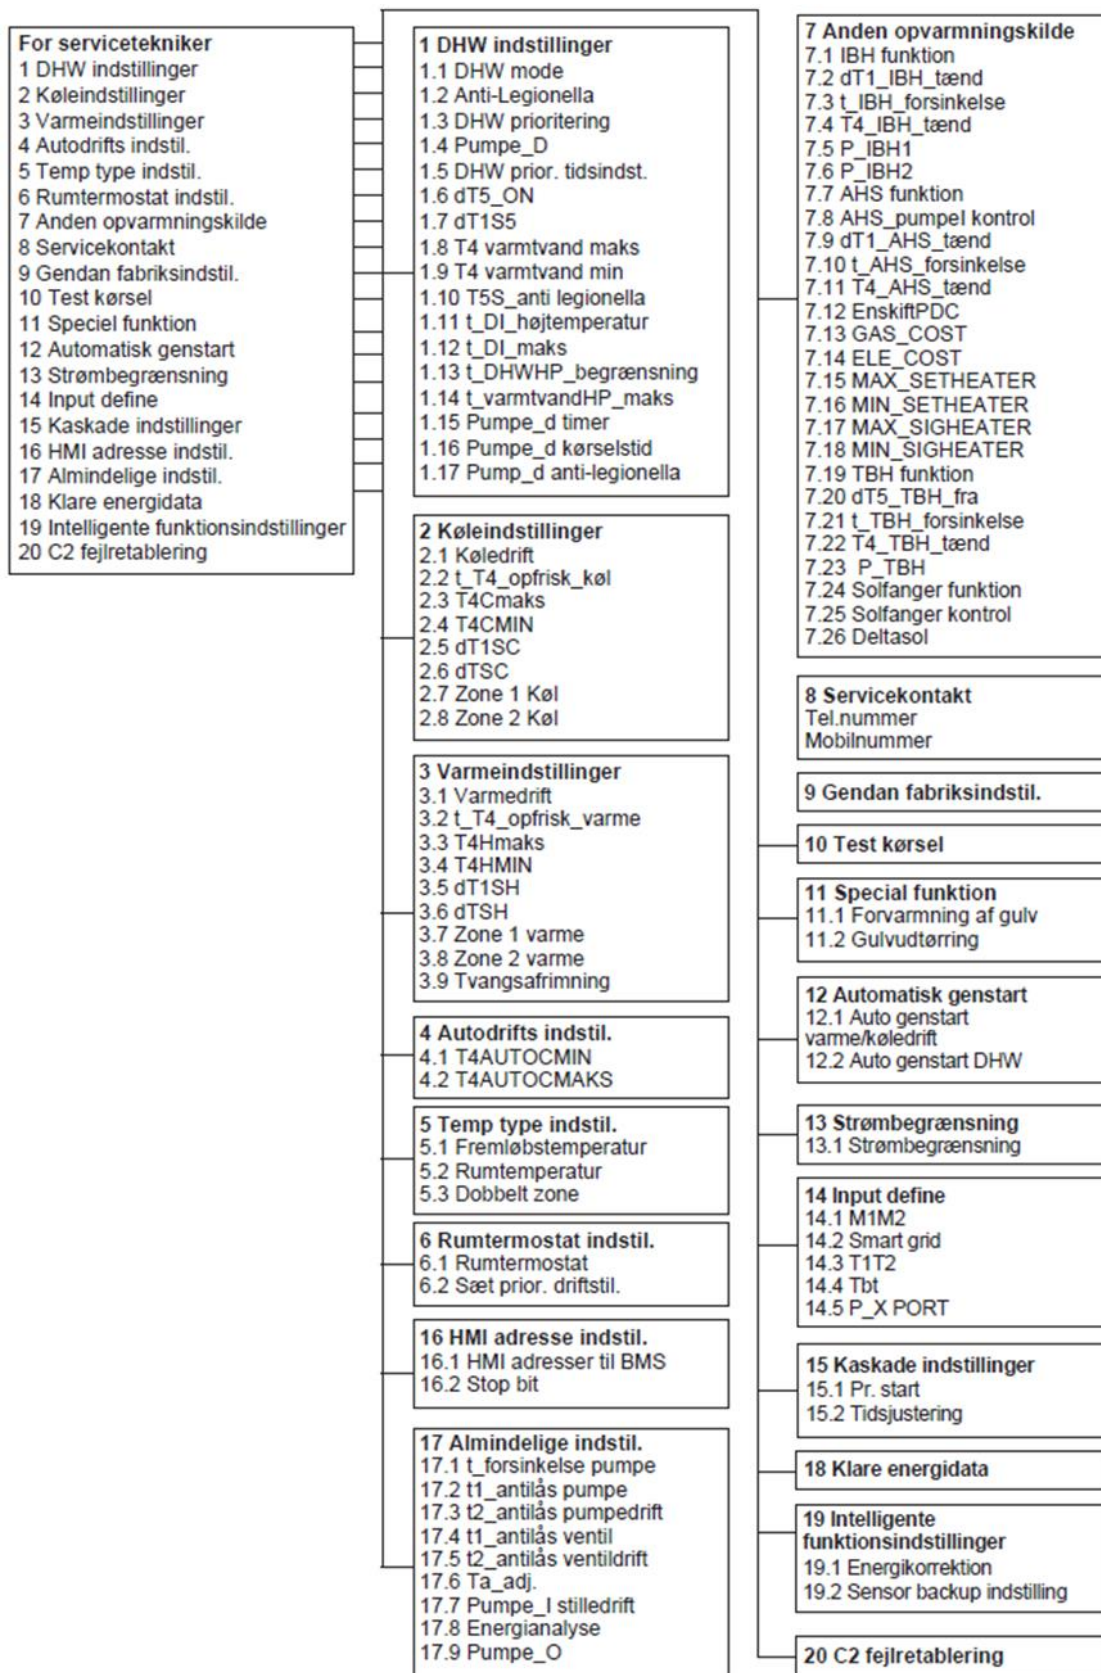 For servicetekniker
1 DHW indstillinger
2 Køleindstillinger
3 Varmeindstillinger
4 Autodrifts indstil.
5 Temp type indstil.
6 Rumtermostat indstil.
7 Anden opvarmningskilde
8 Servicekontakt
9 Gendan fabriksindstil.
10 Test kørsel
11 Speciel funktion
12 Automatisk genstart
13 Strømbegrænsning
14 Input define
15 Kaskade indstillinger
16 HMI adresse indstil.
17 Almindelige indstil.
18 Klare energidata
19 Intelligente funktionsindstillinger
20 C2 fejlretablering
1 DHW indstillinger
1.1 DHW mode
1.2 Anti-Legionella
1.3 DHW prioritering
1.4 Pumpe_D
1.5 DHW prior. tidsindst.
1.6 dT5_ON
1.7 dT1S5
1.8 T4 varmtvand maks
1.9 T4 varmtvand min
1.10 T5S_anti legionella
1.11 t_DI_højtemperatur
1.12 t_DI_maks
1.13 t_DHWHP_begrænsning
1.14 t_varmtvandHP_maks
1.15 Pumpe_d timer
1.16 Pumpe_d kørselstid
1.17 Pump_d anti-legionella
2 Køleindstillinger
2.1 Køledrift
2.2 t_T4_opfrisk_køl
2.3 T4Cmaks
2.4 T4CMIN
2.5 dT1SC
2.6 dTSC
2.7 Zone 1 Køl
2.8 Zone 2 Køl
3 Varmeindstillinger
3.1 Varmedrift
3.2 t_T4_opfrisk_varme
3.3 T4Hmaks
3.4 T4HMIN
3.5 dT1SH
3.6 dTSH
3.7 Zone 1 varme
3.8 Zone 2 varme
3.9 Tvangsafrimning
4 Autodrifts indstil.
4.1 T4AUTOCMIN
4.2 T4AUTOCMAKS
5 Temp type indstil.
5.1 Fremløbstemperatur
5.2 Rumtemperatur
5.3 Dobbelt zone
6 Rumtermostat indstil.
6.1 Rumtermostat
6.2 Sæt prior. driftstil.
16 HMI adresse indstil.
16.1 HMI adresser til BMS
16.2 Stop bit
17 Almindelige indstil.
17.1 t_forsinkelse pumpe
17.2 t1_antilås pumpe
17.3 t2_antilås pumpedrift
17.4 t1_antilås ventil
17.5 t2_antilås ventildrift
17.6 Ta_adj.
17.7 Pumpe_I stilledrift
17.8 Energianalyse
17.9 Pumpe_O
7 Anden opvarmningskilde
7.1 IBH funktion
7.2 dT1_IBH_tænd
7.3 t_IBH_forsinkelse
7.4 T4_IBH_tænd
7.5 P_IBH1
7.6 P_IBH2
7.7 AHS funktion
7.8 AHS_pumpeI kontrol
7.9 dT1_AHS_tænd
7.10 t_AHS_forsinkelse
7.11 T4_AHS_tænd
7.12 EnskiftPDC
7.13 GAS_COST
7.14 ELE_COST
7.15 MAX_SETHEATER
7.16 MIN_SETHEATER
7.17 MAX_SIGHEATER
7.18 MIN_SIGHEATER
7.19 TBH funktion
7.20 dT5_TBH_fra
7.21 t_TBH_forsinkelse
7.22 T4_TBH_tænd
7.23 P_TBH
7.24 Solfanger funktion
7.25 Solfanger kontrol
7.26 Deltasol
8 Servicekontakt
Tel.nummer
Mobilnummer
9 Gendan fabriksindstil.
10 Test kørsel
11 Special funktion
11.1 Forvarmning af gulv
11.2 Gulvudtørring
12 Automatisk genstart
12.1 Auto genstart
varme/køledrift
12.2 Auto genstart DHW
13 Strømbegrænsning
13.1 Strømbegrænsning
14 Input define
14.1 M1M2
14.2 Smart grid
14.3 T1T2
14.4 Tbt
14.5 P_X PORT
15 Kaskade indstillinger
15.1 Pr. start
15.2 Tidsjustering
18 Klare energidata
19 Intelligente
funktionsindstillinger
19.1 Energikorrektion
19.2 Sensor backup indstilling
20 C2 fejlretablering